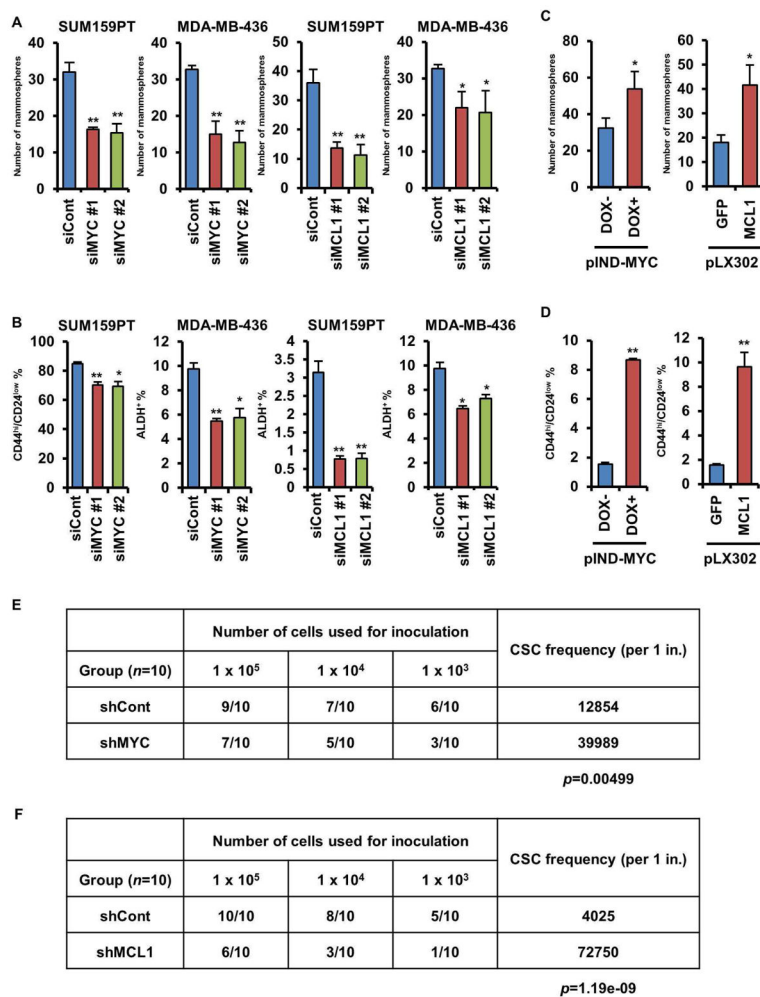 A
SUM159PT
MDA-MB-436
SUM159PT
MDA-MB-436
Number of mammospheres
40
30
20
10
0
**
**
siCont
siMYC #1
siMYC #2
Number of mammospheres
40
30
20
10
0
**
**
siCont
siMYC #1
siMYC #2
Number of mammospheres
50
40
30
20
10
0
**
**
siCont
siMCL1 #1
siMCL1 #2
Number of mammospheres
40
30
20
10
0
*
*
siCont
siMCL1 #1
siMCL1 #2
C
Number of mammospheres
80
60
40
20
0
*
DOX-
DOX+
pIND-MYC
Number of mammospheres
60
50
40
30
20
10
0
*
GFP
MCL1
pLX302
B
SUM159PT
MDA-MB-436
SUM159PT
MDA-MB-436
CD44hi/CD24low %
100
80
60
40
20
0
**
*
siCont
siMYC #1
siMYC #2
ALDH+ %
12
10
8
6
4
2
0
**
*
siCont
siMYC #1
siMYC #2
ALDH+ %
4
3.5
3
2.5
2
1.5
1
0.5
0
**
**
siCont
siMCL1 #1
siMCL1 #2
ALDH+ %
12
10
8
6
4
2
0
*
*
siCont
siMCL1 #1
siMCL1 #2
D
CD44hi/CD24low %
10
8
6
4
2
0
**
DOX-
DOX+
pIND-MYC
CD44hi/CD24low %
12
10
8
6
4
2
0
**
GFP
MCL1
pLX302
E
Number of cells used for inoculation
CSC frequency (per 1 in.)
Group (n=10) 1 x 10⁵ 1 x 10⁴ 1 x 10³
shCont 9/10 7/10 6/10 12854
shMYC 7/10 5/10 3/10 39989
p=0.00499
F
Number of cells used for inoculation
CSC frequency (per 1 in.)
Group (n=10) 1 x 10⁵ 1 x 10⁴ 1 x 10³
shCont 10/10 8/10 5/10 4025
shMCL1 6/10 3/10 1/10 72750
p=1.19e-09